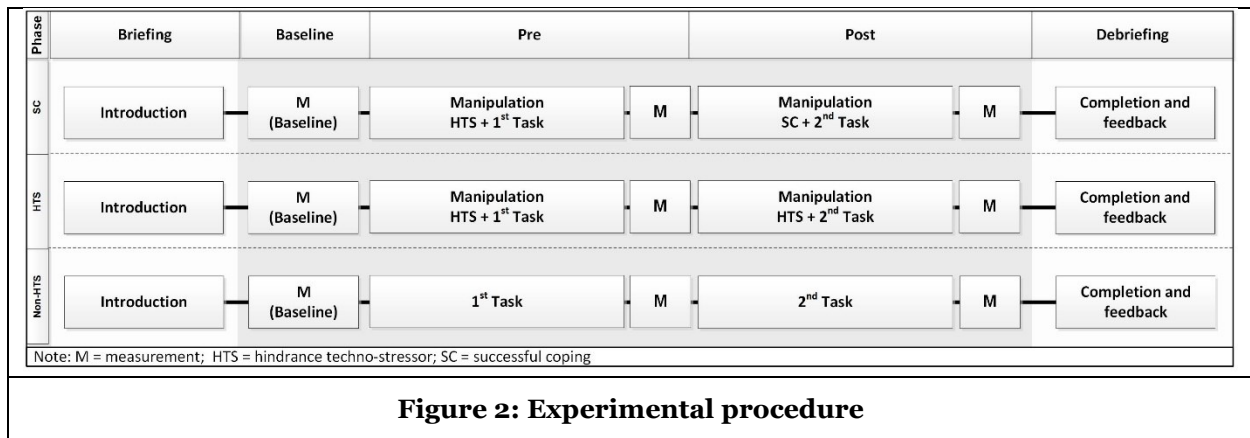 Phase Briefing Baseline Pre Post Debriefing
SC Introduction M (Baseline) Manipulation HTS + 1st Task M Manipulation SC + 2nd Task M Completion and feedback
HTS Introduction M (Baseline) Manipulation HTS + 1st Task M Manipulation HTS + 2nd Task M Completion and feedback
Non-HTS Introduction M (Baseline) 1st Task M 2nd Task M Completion and feedback
Note: M = measurement; HTS = hindrance techno-stressor; SC = successful coping
Figure 2: Experimental procedure